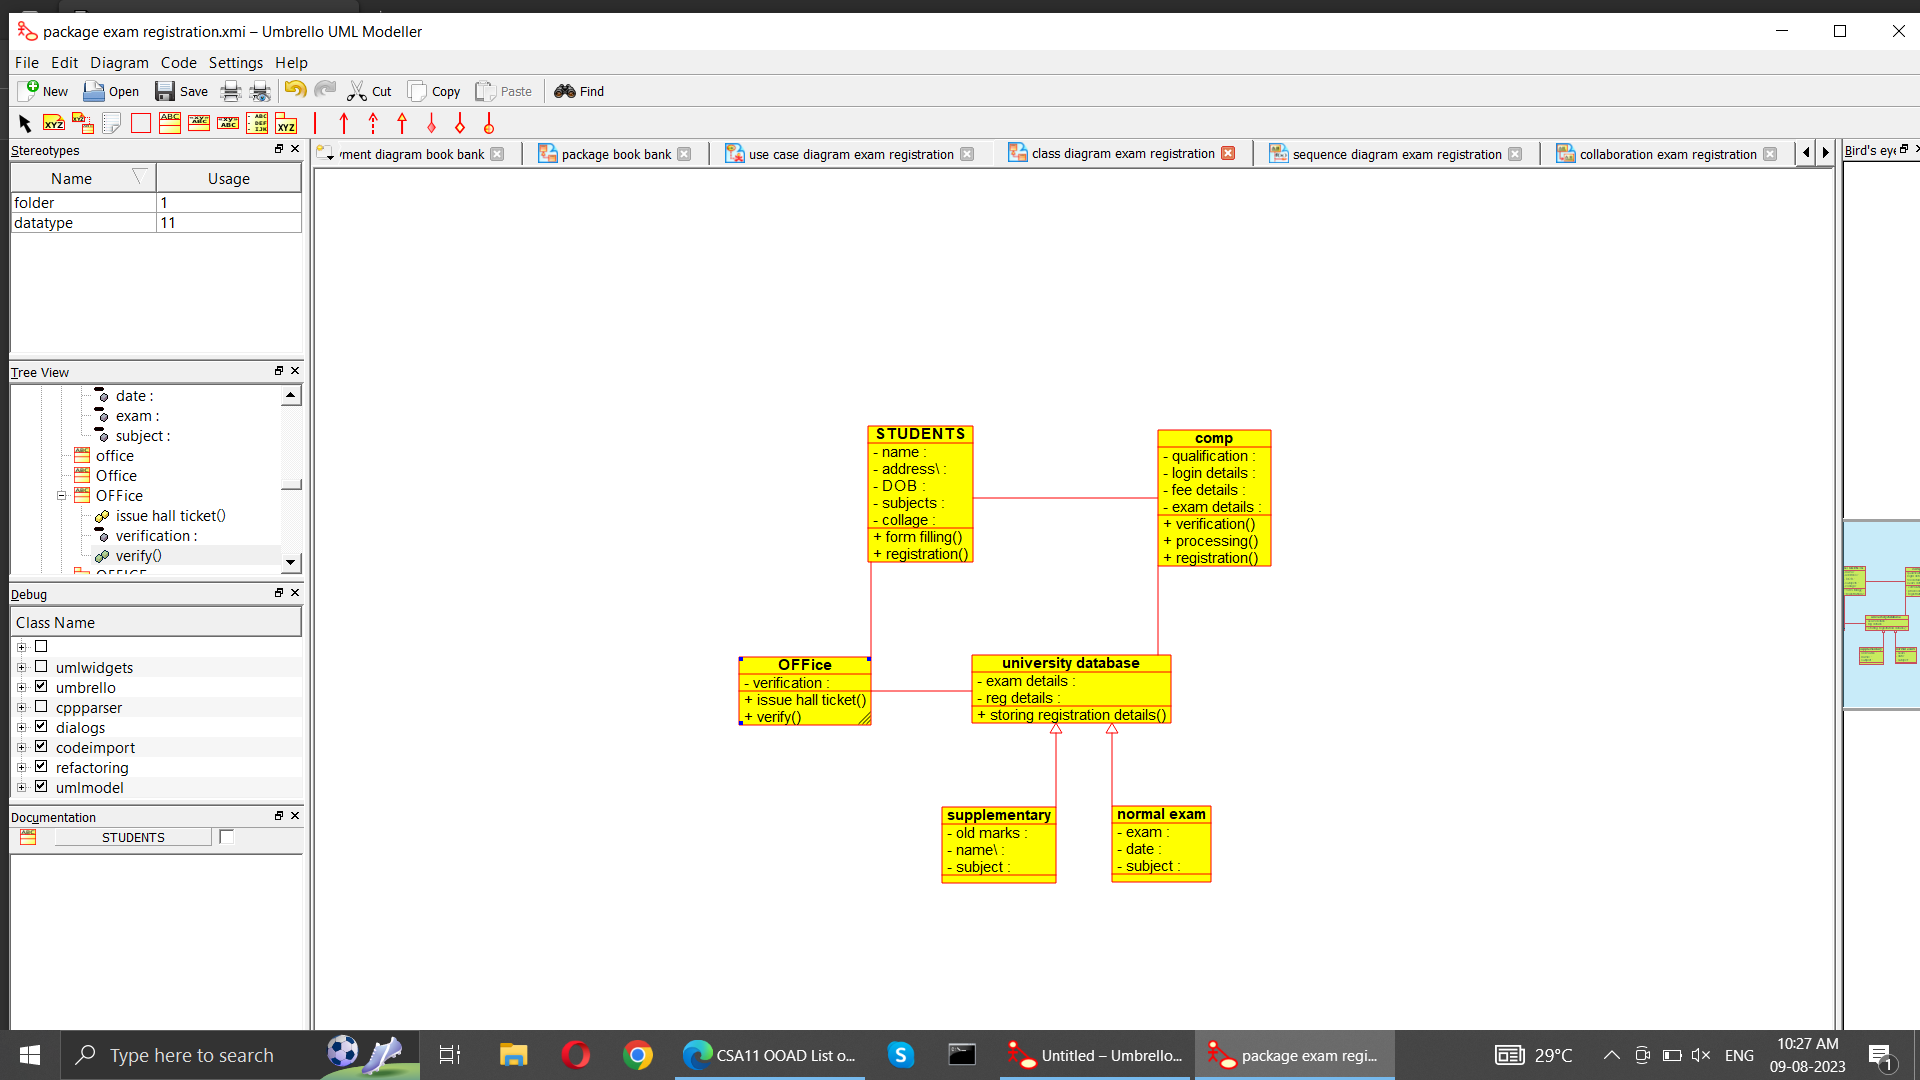 package exam registration.xmi – Umbrello UML Modeller
File Edit Diagram Code Settings Help
New Open Save Cut Copy Paste Find
Stereotypes
Name Usage
folder 1
datatype 11
yment diagram book bank
package book bank
use case diagram exam registration
class diagram exam registration
sequence diagram exam registration
collaboration exam registration
Bird's eye
Tree View
date :
exam :
subject :
office
Office
OFFice
issue hall ticket()
verification :
verify()
OFFICE
Debug
Class Name
umlwidgets
umbrello
cppparser
dialogs
codeimport
refactoring
umlmodel
Documentation
STUDENTS
STUDENTS
- name :
- address\ :
- DOB :
- subjects :
- collage :
+ form filling()
+ registration()
comp
- qualification :
- login details :
- fee details :
- exam details :
+ verification()
+ processing()
+ registration()
OFFice
- verification :
+ issue hall ticket()
+ verify()
university database
- exam details :
- reg details :
+ storing registration details()
supplementary
- old marks :
- name\ :
- subject :
normal exam
- exam :
- date :
- subject :
Type here to search
CSA11 OOAD List o...
Untitled – Umbrello...
package exam regi...
29°C
ENG
10:27 AM
09-08-2023
1